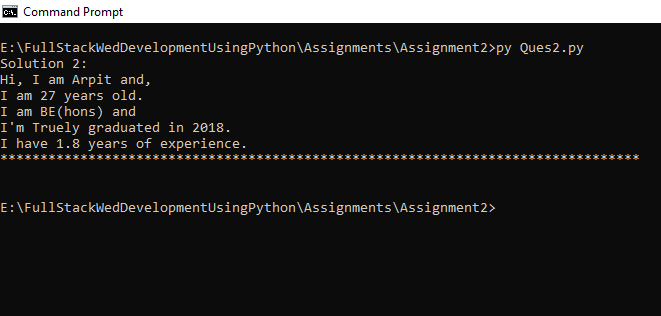 Command Prompt
E:\FullStackWedDevelopmentUsingPython\Assignments\Assignment2>py Ques2.py
Solution 2:
Hi, I am Arpit and,
I am 27 years old.
I am BE(hons) and
I'm Truely graduated in 2018.
I have 1.8 years of experience.
********************************************************************************
E:\FullStackWedDevelopmentUsingPython\Assignments\Assignment2>